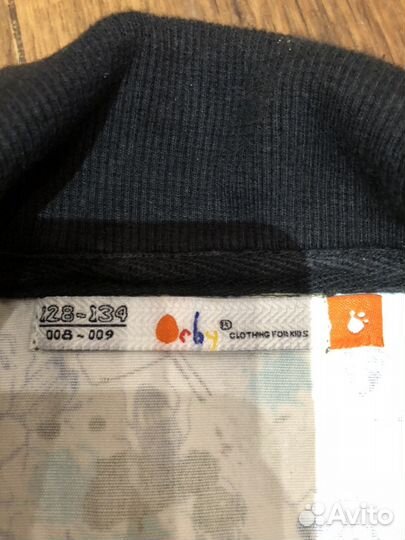 128-134
008-009
Orby®
CLOTHING FOR KIDS
Avito